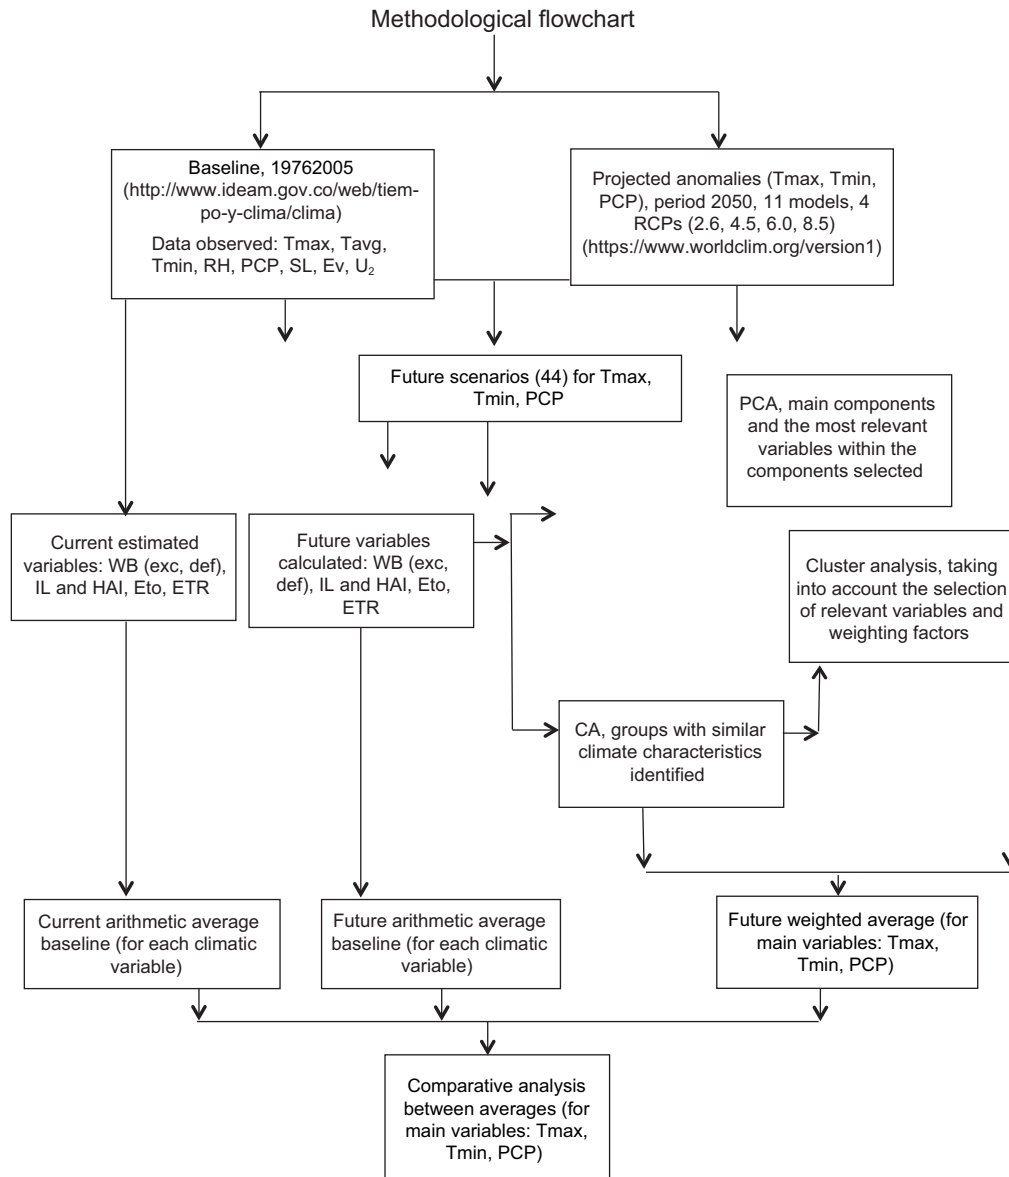 Methodological flowchart
Baseline, 19762005
(http://www.ideam.gov.co/web/tiem-
po-y-clima/clima)
Data observed: Tmax, Tavg,
Tmin, RH, PCP, SL, Ev, U₂
Projected anomalies (Tmax, Tmin,
PCP), period 2050, 11 models, 4
RCPs (2.6, 4.5, 6.0, 8.5)
(https://www.worldclim.org/version1)
Future scenarios (44) for Tmax,
Tmin, PCP
PCA, main components
and the most relevant
variables within the
components selected
Current estimated
variables: WB (exc, def),
IL and HAI, Eto, ETR
Future variables
calculated: WB (exc,
def), IL and HAI, Eto,
ETR
Cluster analysis, taking
into account the selection
of relevant variables and
weighting factors
CA, groups with similar
climate characteristics
identified
Current arithmetic average
baseline (for each climatic
variable)
Future arithmetic average
baseline (for each climatic
variable)
Future weighted average (for
main variables: Tmax,
Tmin, PCP)
Comparative analysis
between averages (for
main variables: Tmax,
Tmin, PCP)